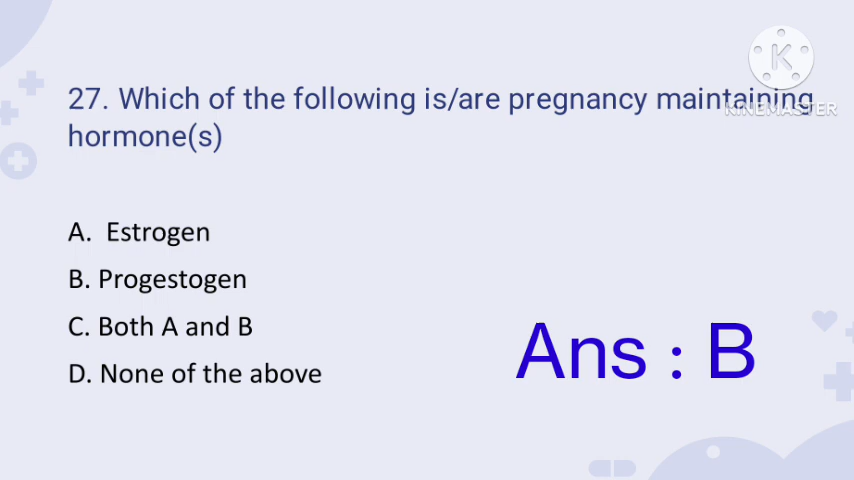 27. Which of the following is/are pregnancy maintaining
hormone(s)
KINEMASTER
A. Estrogen
B. Progestogen
C. Both A and B
D. None of the above
Ans : B